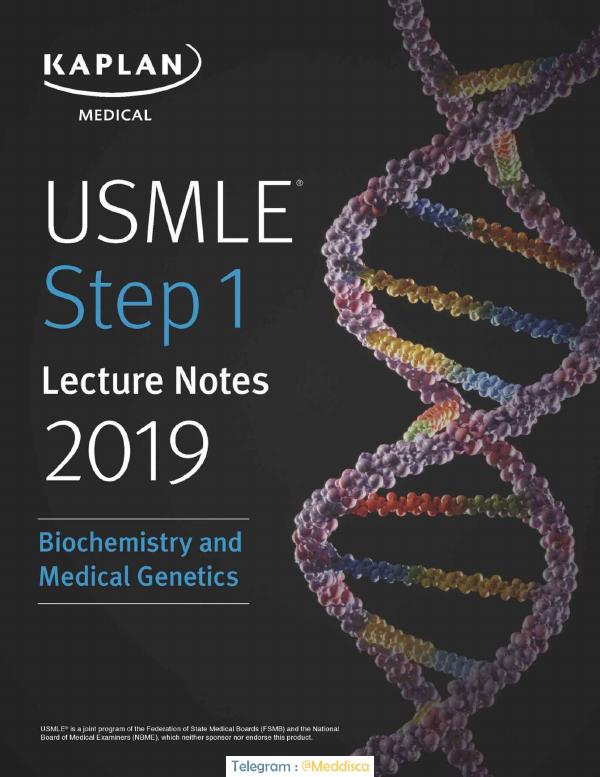 KAPLAN
MEDICAL
USMLE®
Step 1
Lecture Notes
2019
Biochemistry and
Medical Genetics
USMLE® is a joint program of the Federation of State Medical Boards (FSMB) and the National
Board of Medical Examiners (NBME), which neither sponsor nor endorse this product.
Telegram : @Meddisca